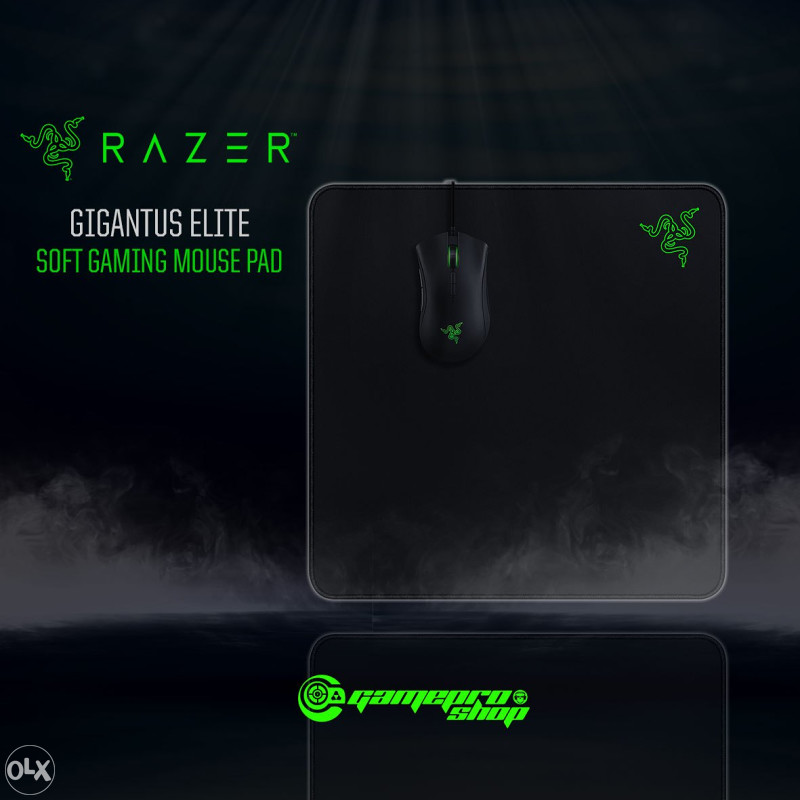 RAZER™
GIGANTUS ELITE
SOFT GAMING MOUSE PAD
gamepro
shop
OLX